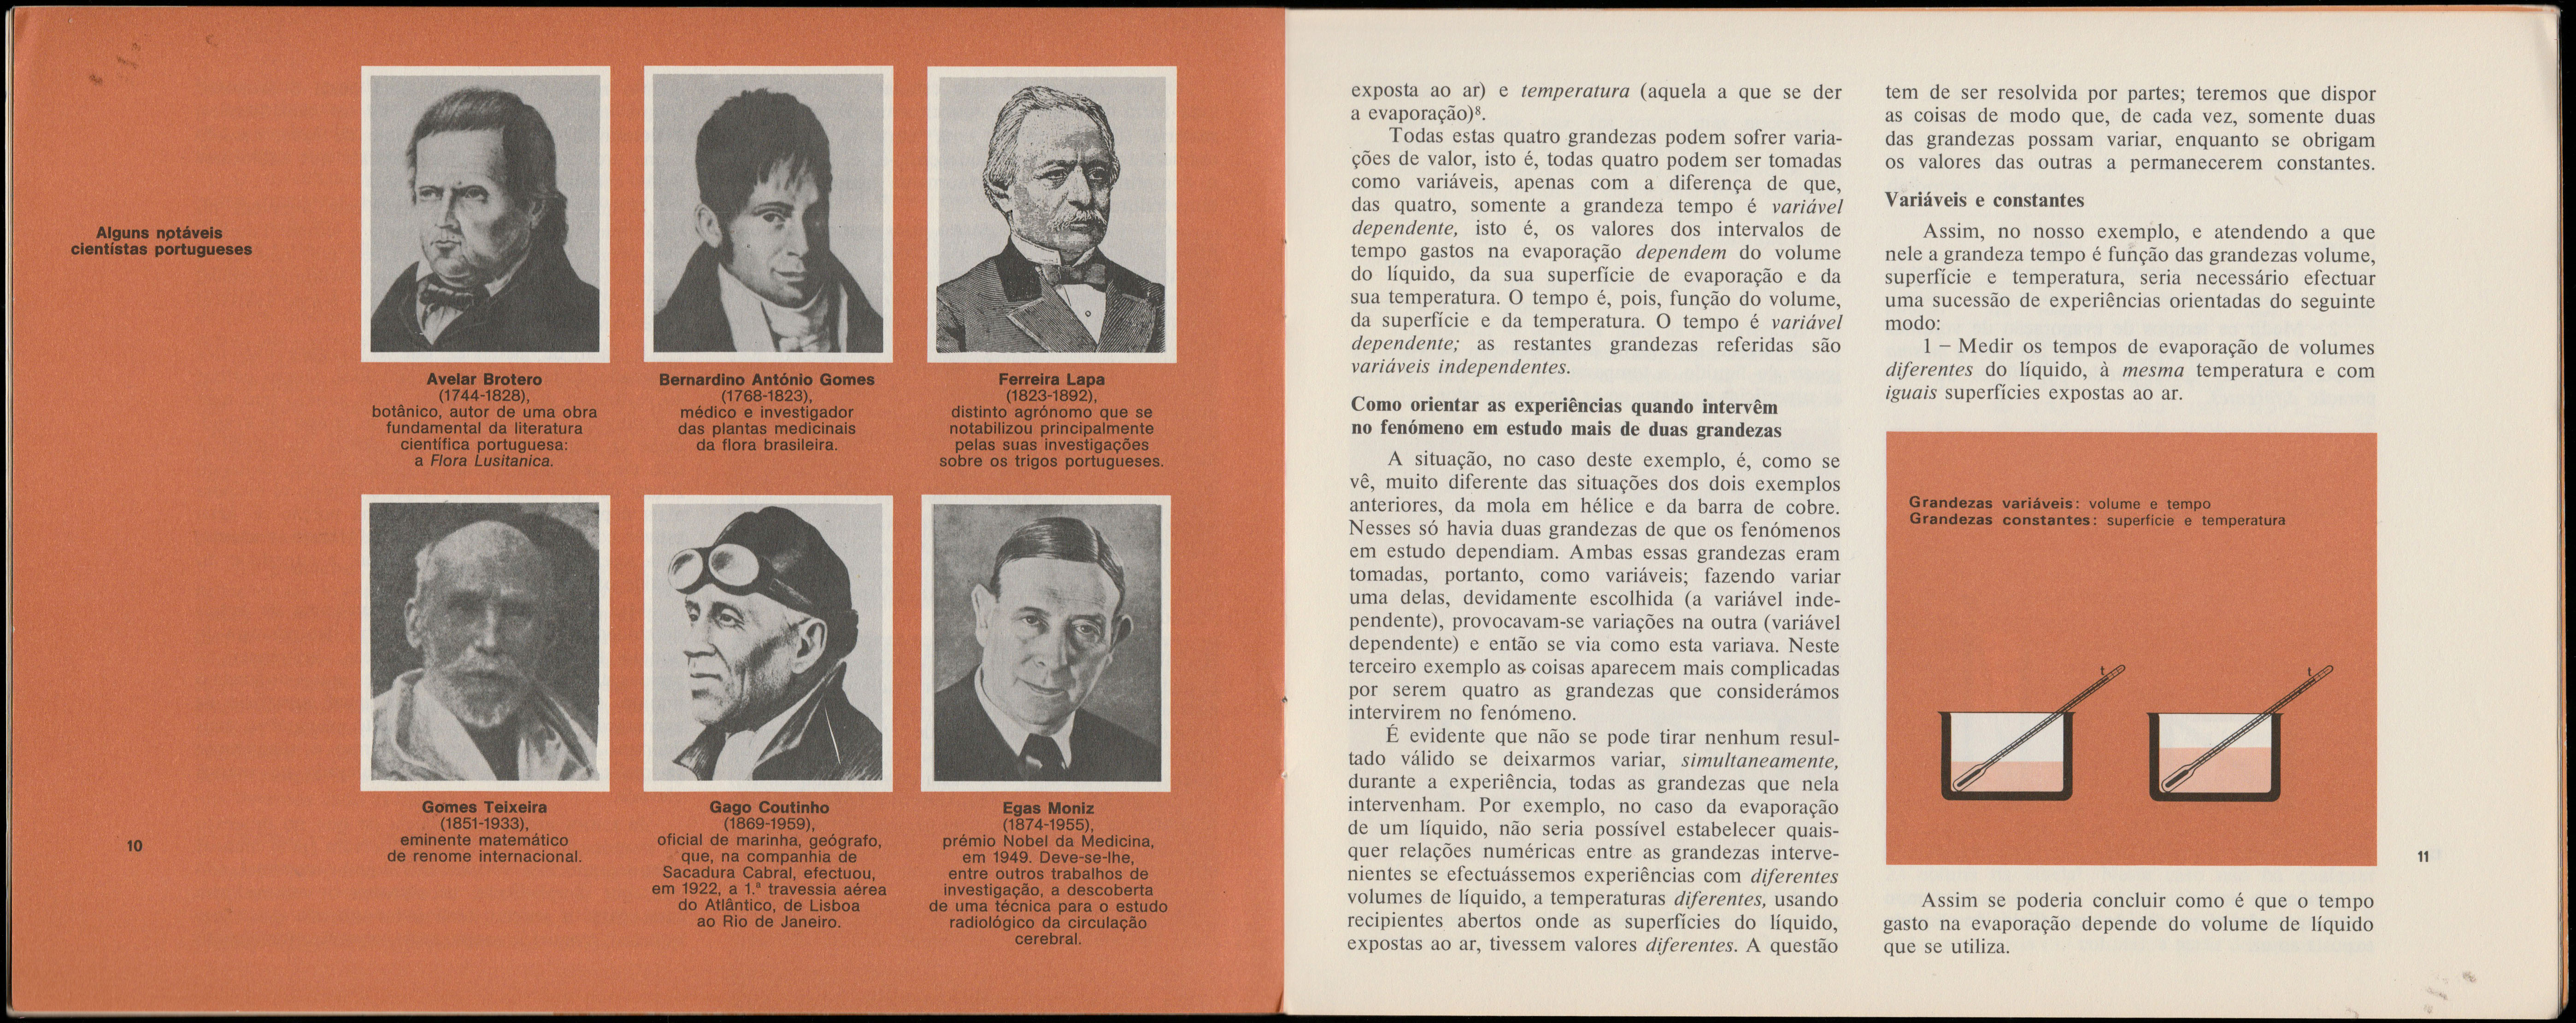 Alguns notáveis
cientístas portugueses
Avelar Brotero
(1744-1828),
botânico, autor de uma obra
fundamental da literatura
científica portuguesa:
a Flora Lusitanica.
Bernardino António Gomes
(1768-1823),
médico e investigador
das plantas medicinais
da flora brasileira.
Ferreira Lapa
(1823-1892),
distinto agrónomo que se
notabilizou principalmente
pelas suas investigações
sobre os trigos portugueses.
Gomes Teixeira
(1851-1933),
eminente matemático
de renome internacional.
Gago Coutinho
(1869-1959),
oficial de marinha, geógrafo,
que, na companhia de
Sacadura Cabral, efectuou,
em 1922, a 1.ª travessia aérea
do Atlântico, de Lisboa
ao Rio de Janeiro.
Egas Moniz
(1874-1955),
prémio Nobel da Medicina,
em 1949. Deve-se-lhe,
entre outros trabalhos de
investigação, a descoberta
de uma técnica para o estudo
radiológico da circulação
cerebral.
10
exposta ao ar) e temperatura (aquela a que se der
a evaporação)⁸.
Todas estas quatro grandezas podem sofrer varia-
ções de valor, isto é, todas quatro podem ser tomadas
como variáveis, apenas com a diferença de que,
das quatro, somente a grandeza tempo é variável
dependente, isto é, os valores dos intervalos de
tempo gastos na evaporação dependem do volume
do líquido, da sua superfície de evaporação e da
sua temperatura. O tempo é, pois, função do volume,
da superfície e da temperatura. O tempo é variável
dependente; as restantes grandezas referidas são
variáveis independentes.
Como orientar as experiências quando intervêm
no fenómeno em estudo mais de duas grandezas
A situação, no caso deste exemplo, é, como se
vê, muito diferente das situações dos dois exemplos
anteriores, da mola em hélice e da barra de cobre.
Nesses só havia duas grandezas de que os fenómenos
em estudo dependiam. Ambas essas grandezas eram
tomadas, portanto, como variáveis; fazendo variar
uma delas, devidamente escolhida (a variável inde-
pendente), provocavam-se variações na outra (variável
dependente) e então se via como esta variava. Neste
terceiro exemplo as coisas aparecem mais complicadas
por serem quatro as grandezas que considerámos
intervirem no fenómeno.
É evidente que não se pode tirar nenhum resul-
tado válido se deixarmos variar, simultaneamente,
durante a experiência, todas as grandezas que nela
intervenham. Por exemplo, no caso da evaporação
de um líquido, não seria possível estabelecer quais-
quer relações numéricas entre as grandezas interve-
nientes se efectuássemos experiências com diferentes
volumes de líquido, a temperaturas diferentes, usando
recipientes abertos onde as superfícies do líquido,
expostas ao ar, tivessem valores diferentes. A questão
tem de ser resolvida por partes; teremos que dispor
as coisas de modo que, de cada vez, somente duas
das grandezas possam variar, enquanto se obrigam
os valores das outras a permanecerem constantes.
Variáveis e constantes
Assim, no nosso exemplo, e atendendo a que
nele a grandeza tempo é função das grandezas volume,
superfície e temperatura, seria necessário efectuar
uma sucessão de experiências orientadas do seguinte
modo:
1 – Medir os tempos de evaporação de volumes
diferentes do líquido, à mesma temperatura e com
iguais superfícies expostas ao ar.
Grandezas variáveis: volume e tempo
Grandezas constantes: superfície e temperatura
t
t
Assim se poderia concluir como é que o tempo
gasto na evaporação depende do volume de líquido
que se utiliza.
11